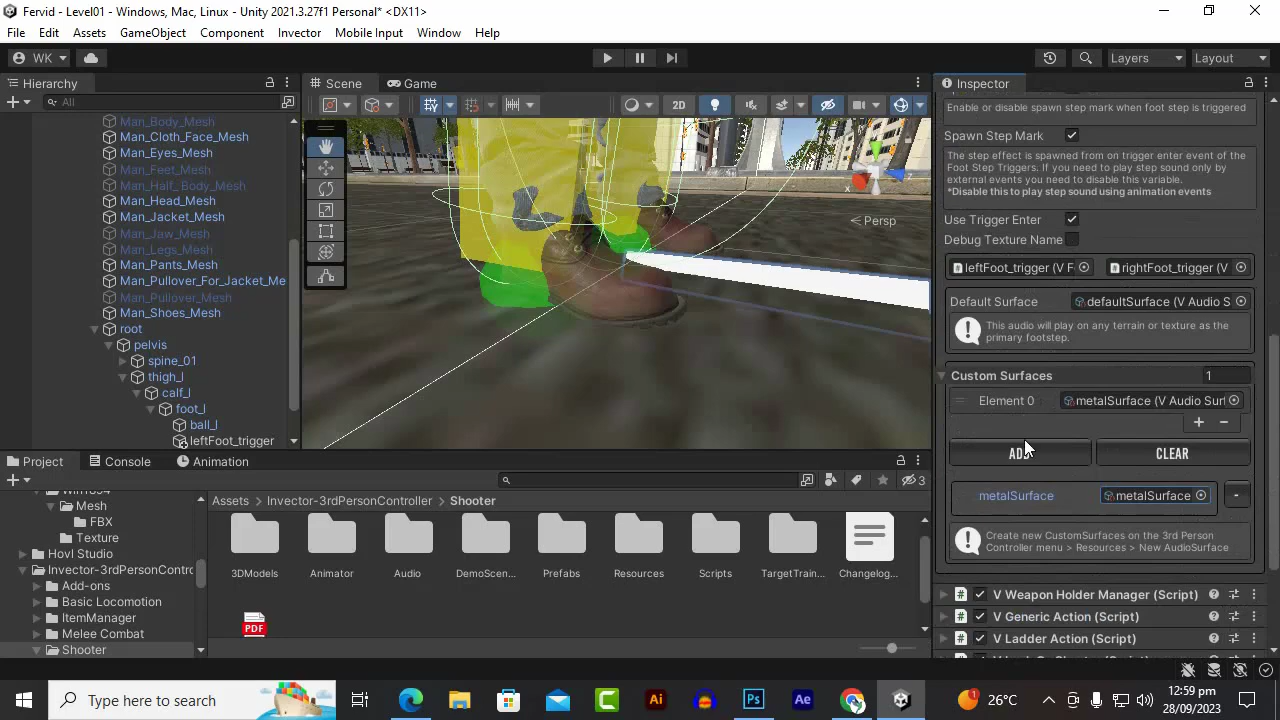 Fervid - Level01 - Windows, Mac, Linux - Unity 2021.3.27f1 Personal* <DX11>
File Edit Assets GameObject Component Invector Mobile Input Window Help
WK Layers Layout
Hierarchy
All
Man_Body_Mesh
Man_Cloth_Face_Mesh
Man_Eyes_Mesh
Man_Feet_Mesh
Man_Half_Body_Mesh
Man_Head_Mesh
Man_Jacket_Mesh
Man_Jaw_Mesh
Man_Legs_Mesh
Man_Pants_Mesh
Man_Pullover_For_Jacket_Me
Man_Pullover_Mesh
Man_Shoes_Mesh
root
pelvis
spine_01
thigh_l
calf_l
foot_l
ball_l
leftFoot_trigger
Scene Game
2D
x
z
Persp
Inspector
Enable or disable spawn step mark when foot step is triggered
Spawn Step Mark
The step effect is spawned from on trigger enter event of the
Foot Step Triggers. If you need to play step sound only by
external events you need to disable this variable.
*Disable this to play step sound using animation events
Use Trigger Enter
Debug Texture Name
leftFoot_trigger (V F rightFoot_trigger (V
Default Surface defaultSurface (V Audio S
This audio will play on any terrain or texture as the
primary footstep.
Custom Surfaces 1
Element 0 metalSurface (V Audio Surf
+ -
ADD CLEAR
metalSurface metalSurface -
Create new CustomSurfaces on the 3rd Person
Controller menu > Resources > New AudioSurface
V Weapon Holder Manager (Script)
V Generic Action (Script)
V Ladder Action (Script)
Project Console Animation
3
Mesh
FBX
Texture
Hovl Studio
Invector-3rdPersonContro
Add-ons
Basic Locomotion
ItemManager
Melee Combat
Shooter
Assets > Invector-3rdPersonController > Shooter
3DModels Animator Audio DemoScen... Prefabs Resources Scripts TargetTrain... Changelog...
PDF
Type here to search
Ai Ps Ae
1 26°C
12:59 pm
28/09/2023